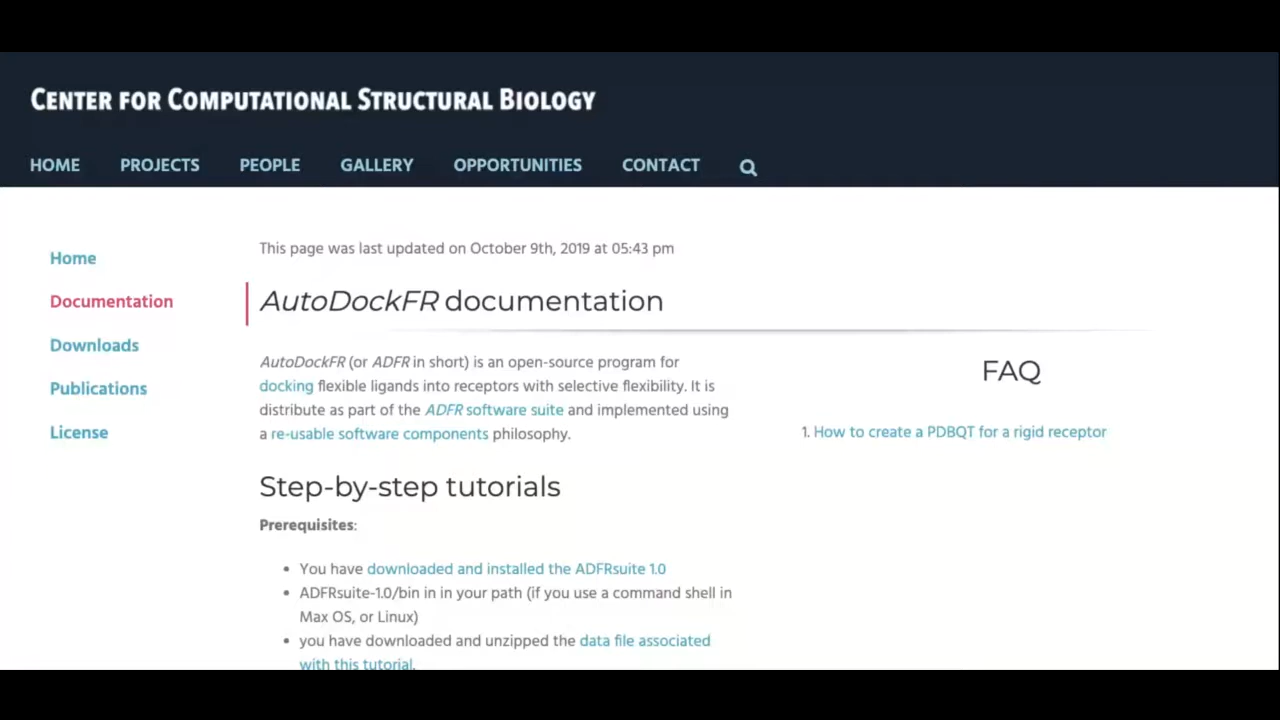 CENTER FOR COMPUTATIONAL STRUCTURAL BIOLOGY
HOME PROJECTS PEOPLE GALLERY OPPORTUNITIES CONTACT
Home
Documentation
Downloads
Publications
License
This page was last updated on October 9th, 2019 at 05:43 pm
AutoDockFR documentation
AutoDockFR (or ADFR in short) is an open-source program for
docking flexible ligands into receptors with selective flexibility. It is
distribute as part of the ADFR software suite and implemented using
a re-usable software components philosophy.
Step-by-step tutorials
Prerequisites:
• You have downloaded and installed the ADFRsuite 1.0
• ADFRsuite-1.0/bin in in your path (if you use a command shell in
Max OS, or Linux)
• you have downloaded and unzipped the data file associated
with this tutorial.
FAQ
1. How to create a PDBQT for a rigid receptor